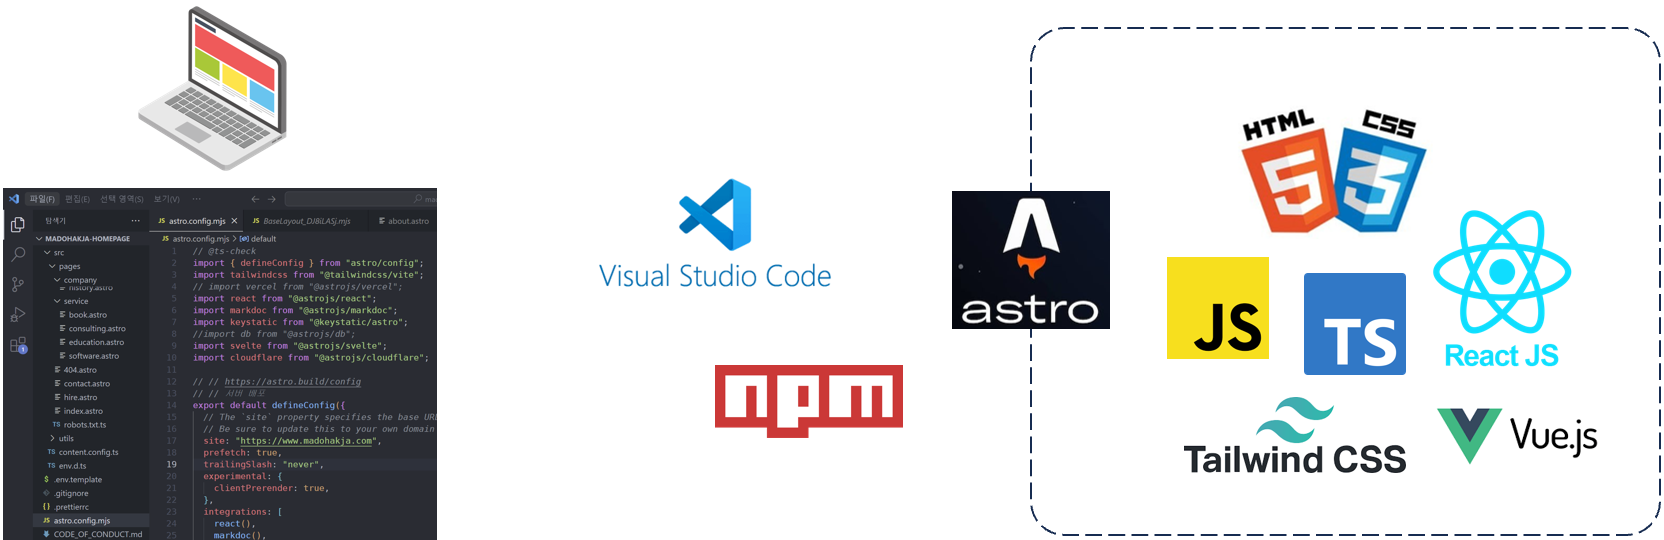 파일(F) 편집(E) 선택 영역(S) 보기(V) ...
탐색기 ...
MADOHAKJA-HOMEPAGE
src
pages
company
history.astro
service
book.astro
consulting.astro
education.astro
software.astro
404.astro
contact.astro
hire.astro
index.astro
robots.txt.ts
utils
content.config.ts
env.d.ts
.env.template
.gitignore
.prettierrc
astro.config.mjs
CODE_OF_CONDUCT.md
astro.config.mjs BaseLayout_DJ8iLASj.mjs about.astro
astro.config.mjs > default
1 // @ts-check
2 import { defineConfig } from "astro/config";
3 import tailwindcss from "@tailwindcss/vite";
4 // import vercel from "@astrojs/vercel";
5 import react from "@astrojs/react";
6 import markdoc from "@astrojs/markdoc";
7 import keystatic from "@keystatic/astro";
8 //import db from "@astrojs/db";
9 import svelte from "@astrojs/svelte";
10 import cloudflare from "@astrojs/cloudflare";
11
12 // // https://astro.build/config
13 // // 서버 배포
14 export default defineConfig({
15 // The `site` property specifies the base URL
16 // Be sure to update this to your own domain
17 site: "https://www.madohakja.com",
18 prefetch: true,
19 trailingSlash: "never",
20 experimental: {
21 clientPrerender: true,
22 },
23 integrations: [
24 react(),
25 markdoc(),
Visual Studio Code
npm
astro
HTML
5
CSS
3
JS
TS
React JS
Tailwind CSS
Vue.js